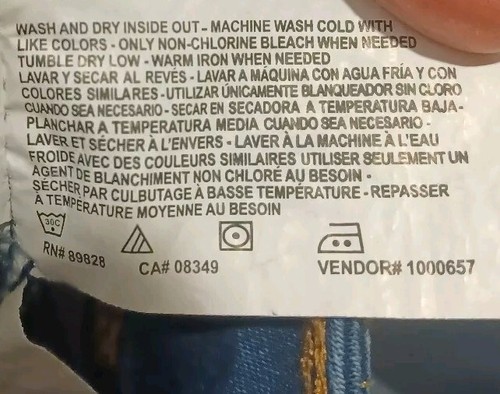 WASH AND DRY INSIDE OUT - MACHINE WASH COLD WITH
LIKE COLORS - ONLY NON-CHLORINE BLEACH WHEN NEEDED
TUMBLE DRY LOW - WARM IRON WHEN NEEDED
LAVAR Y SECAR AL REVÉS - LAVAR A MÁQUINA CON AGUA FRÍA Y CON
COLORES SIMILARES - UTILIZAR ÚNICAMENTE BLANQUEADOR SIN CLORO
CUANDO SEA NECESARIO - SECAR EN SECADORA A TEMPERATURA BAJA -
PLANCHAR A TEMPERATURA MEDIA CUANDO SEA NECESARIO -
LAVER ET SÉCHER À L'ENVERS - LAVER À LA MACHINE À L'EAU
FROIDE AVEC DES COULEURS SIMILAIRES UTILISER SEULEMENT UN
AGENT DE BLANCHIMENT NON CHLORÉ AU BESOIN -
SÉCHER PAR CULBUTAGE À BASSE TEMPÉRATURE - REPASSER
À TEMPÉRATURE MOYENNE AU BESOIN
30C
RN# 89828 CA# 08349 VENDOR# 1000657